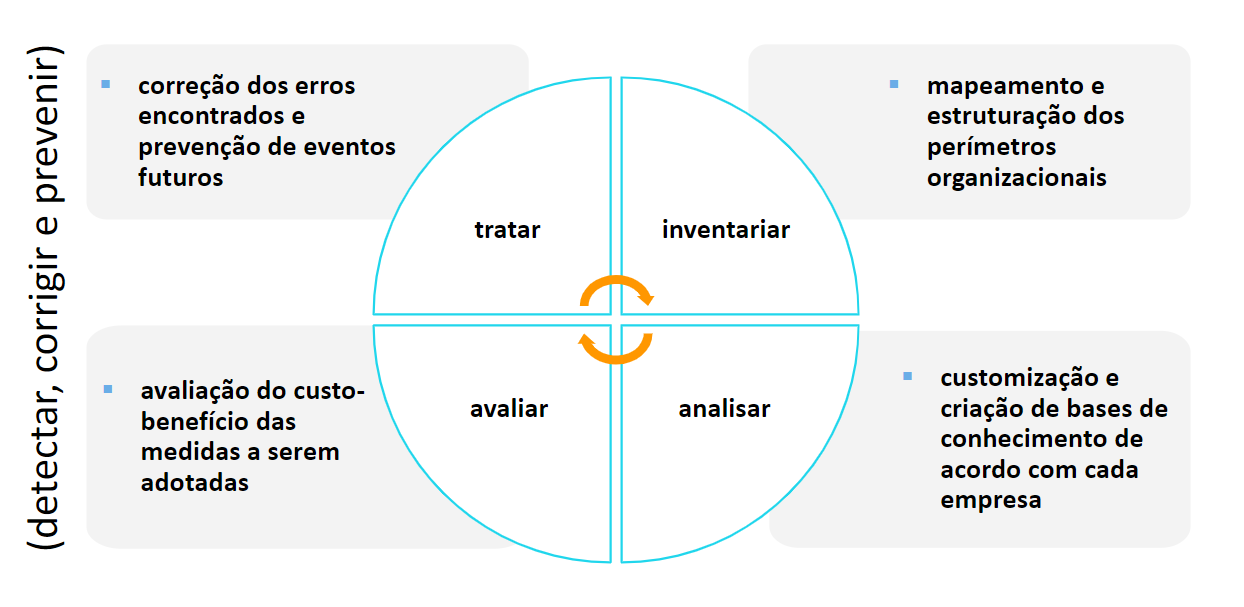 (detectar, corrigir e prevenir)
correção dos erros
encontrados e
prevenção de eventos
futuros
mapeamento e
estruturação dos
perímetros
organizacionais
tratar
inventariar
avaliar
analisar
avaliação do custo-
benefício das
medidas a serem
adotadas
customização e
criação de bases de
conhecimento de
acordo com cada
empresa